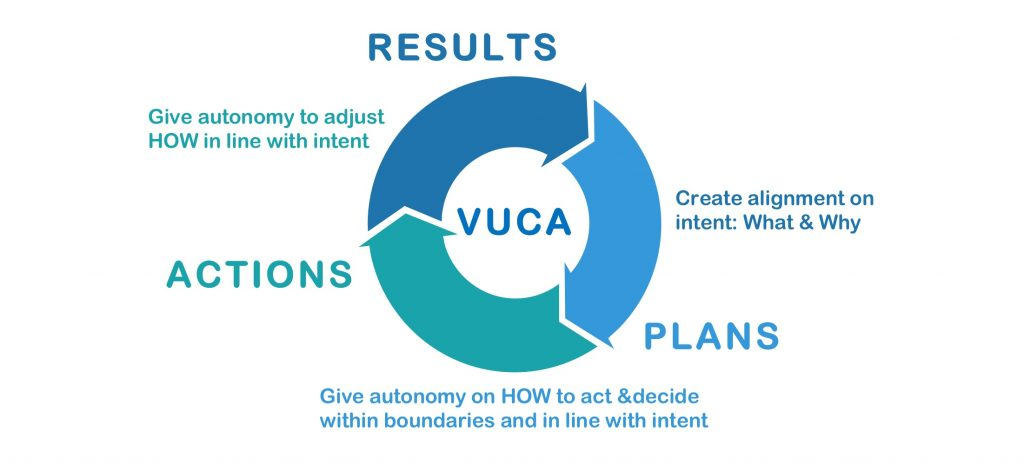 RESULTS
Give autonomy to adjust
HOW in line with intent
Create alignment on
intent: What & Why
VUCA
ACTIONS
PLANS
Give autonomy on HOW to act &decide
within boundaries and in line with intent